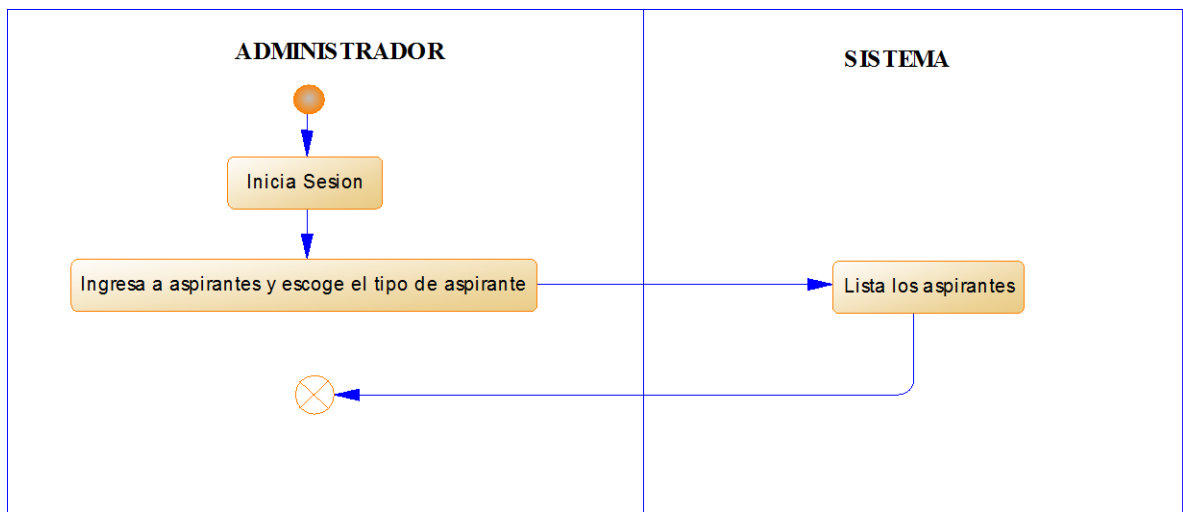 ADMINISTRADOR
SISTEMA
Inicia Sesion
Ingresa a aspirantes y escoge el tipo de aspirante
Lista los aspirantes